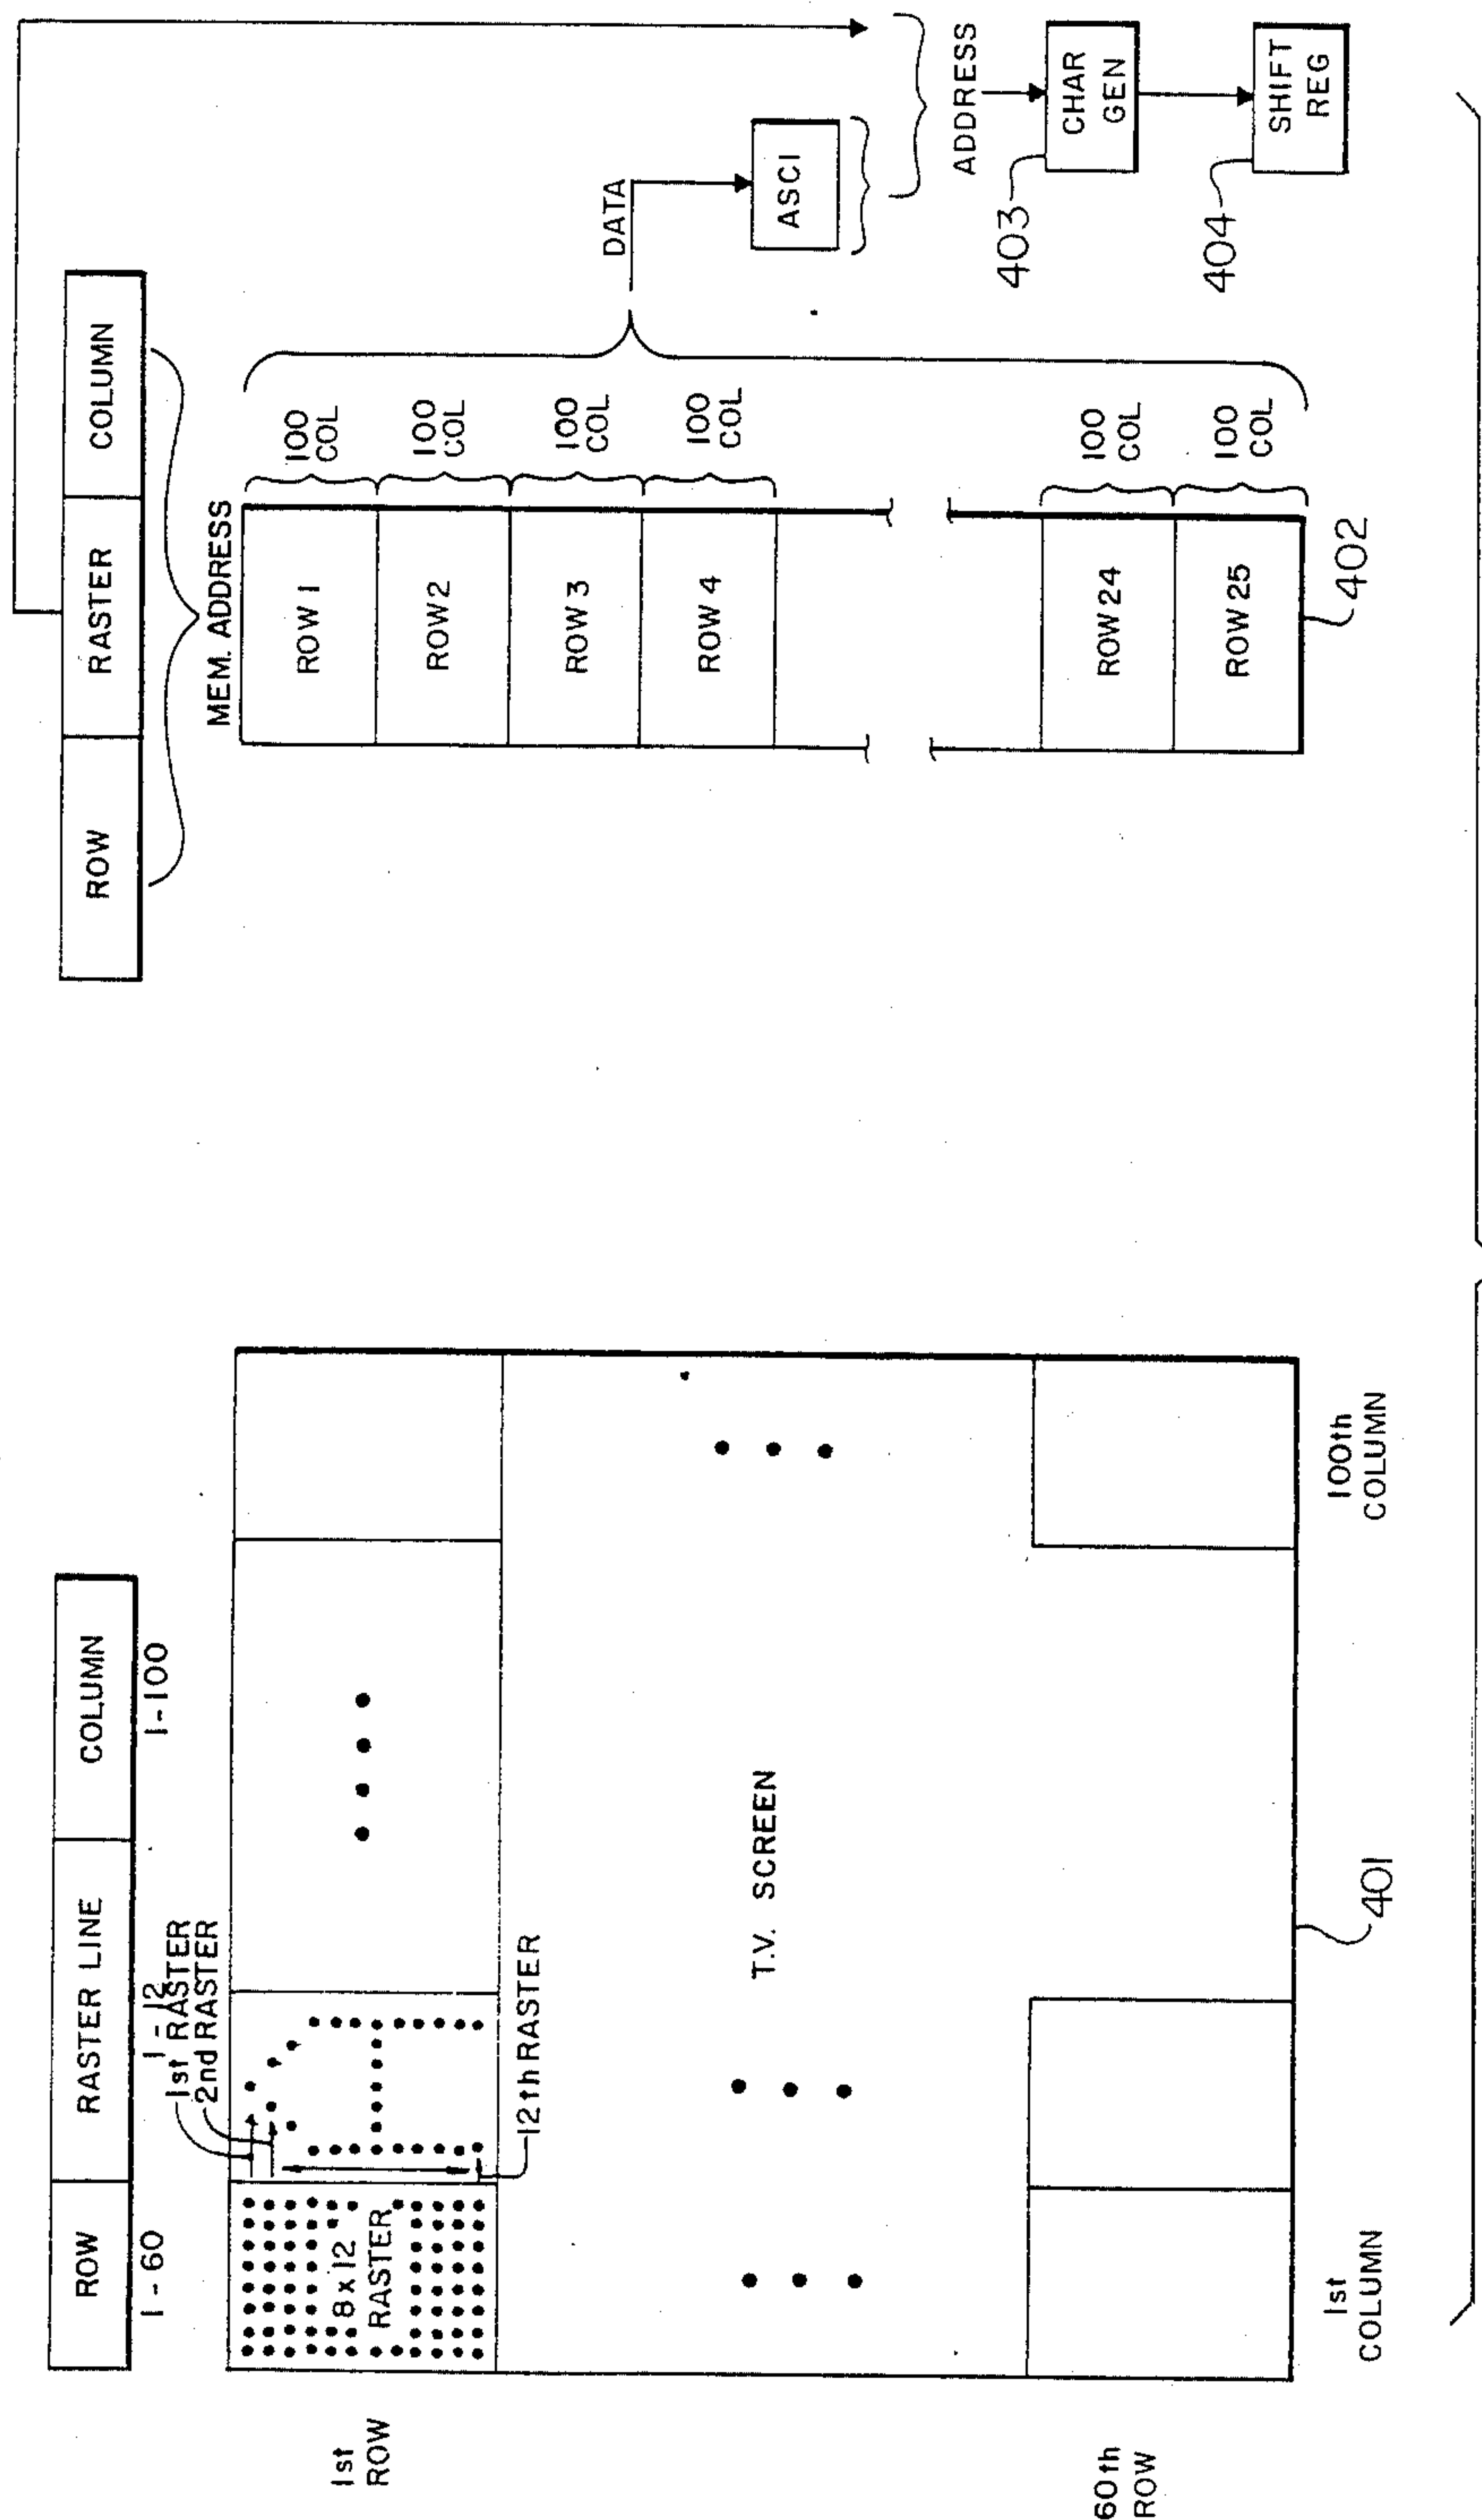 ROW
RASTER LINE
COLUMN
1-60
1-12
1-100
1st RASTER
2nd RASTER
1st
ROW
8 x 12
RASTER
12th RASTER
T.V. SCREEN
60th
ROW
1st
COLUMN
401
100th
COLUMN
ROW
RASTER
COLUMN
MEM. ADDRESS
ROW 1
100
COL
ROW 2
100
COL
ROW 3
100
COL
ROW 4
100
COL
ROW 24
100
COL
ROW 25
100
COL
402
DATA
ASCI
ADDRESS
403
CHAR
GEN
404
SHIFT
REG